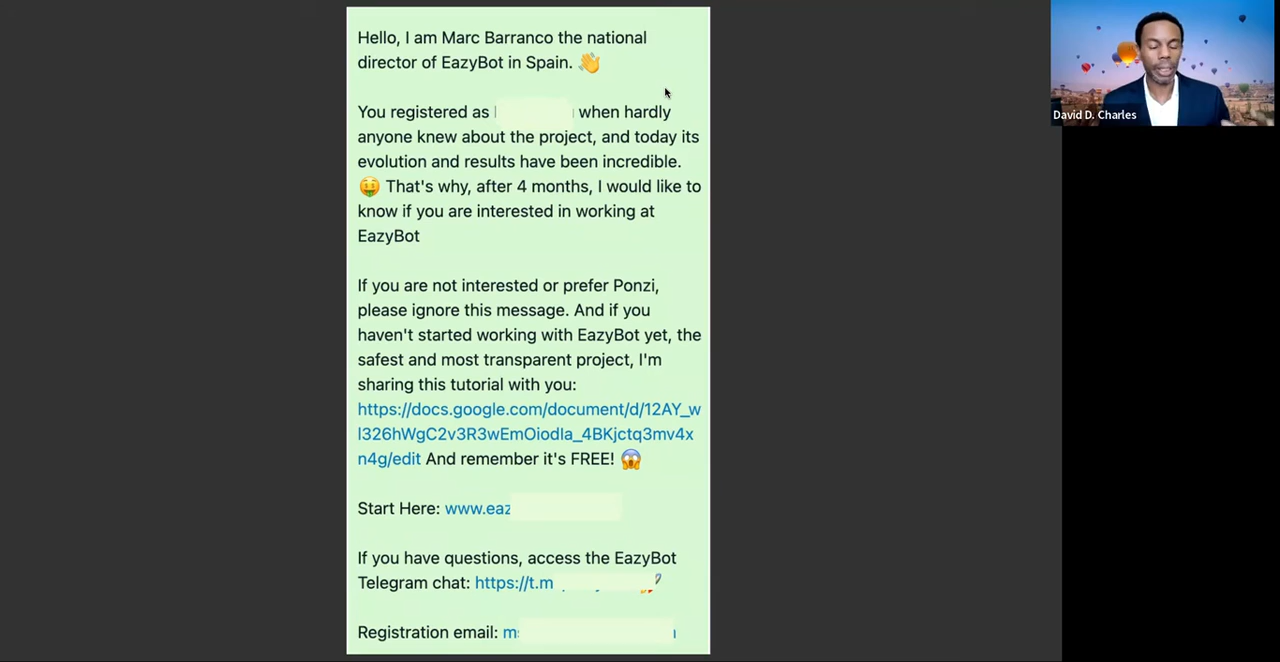 Hello, I am Marc Barranco the national
director of EazyBot in Spain. 👋
You registered as when hardly
anyone knew about the project, and today its
evolution and results have been incredible.
🤑 That's why, after 4 months, I would like to
know if you are interested in working at
EazyBot
If you are not interested or prefer Ponzi,
please ignore this message. And if you
haven't started working with EazyBot yet, the
safest and most transparent project, I'm
sharing this tutorial with you:
https://docs.google.com/document/d/12AY_w
l326hWgC2v3R3wEmOiodIa_4BKjctq3mv4x
n4g/edit And remember it's FREE! 😱
Start Here: www.eaz
If you have questions, access the EazyBot
Telegram chat: https://t.m
Registration email: m
David D. Charles